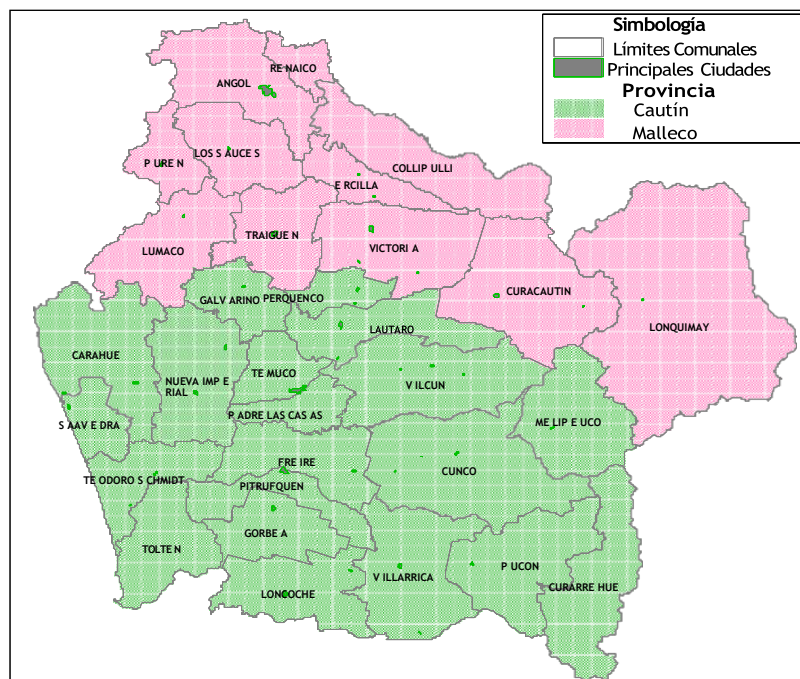 Simbología
Límites Comunales
Principales Ciudades
Provincia
Cautín
Malleco
RE NAICO
ANGOL
LOS S AUCE S
P URE N
COLLIP ULLI
E RCILLA
TRAIGUE N
LUMACO
VICTORI A
CURACAUTIN
GALV ARINO
PERQUENCO
LONQUIMAY
LAUTARO
CARAHUE
TE MUCO
NUEVA IMP E
RIAL
V ILCUN
P ADRE LAS CAS AS
S AAV E DRA
ME LIP E UCO
FRE IRE
CUNCO
TE ODORO S CHMIDT
PITRUFQUEN
GORBE A
TOLTE N
P UCON
V ILLARRICA
CURARRE HUE
LONCOCHE